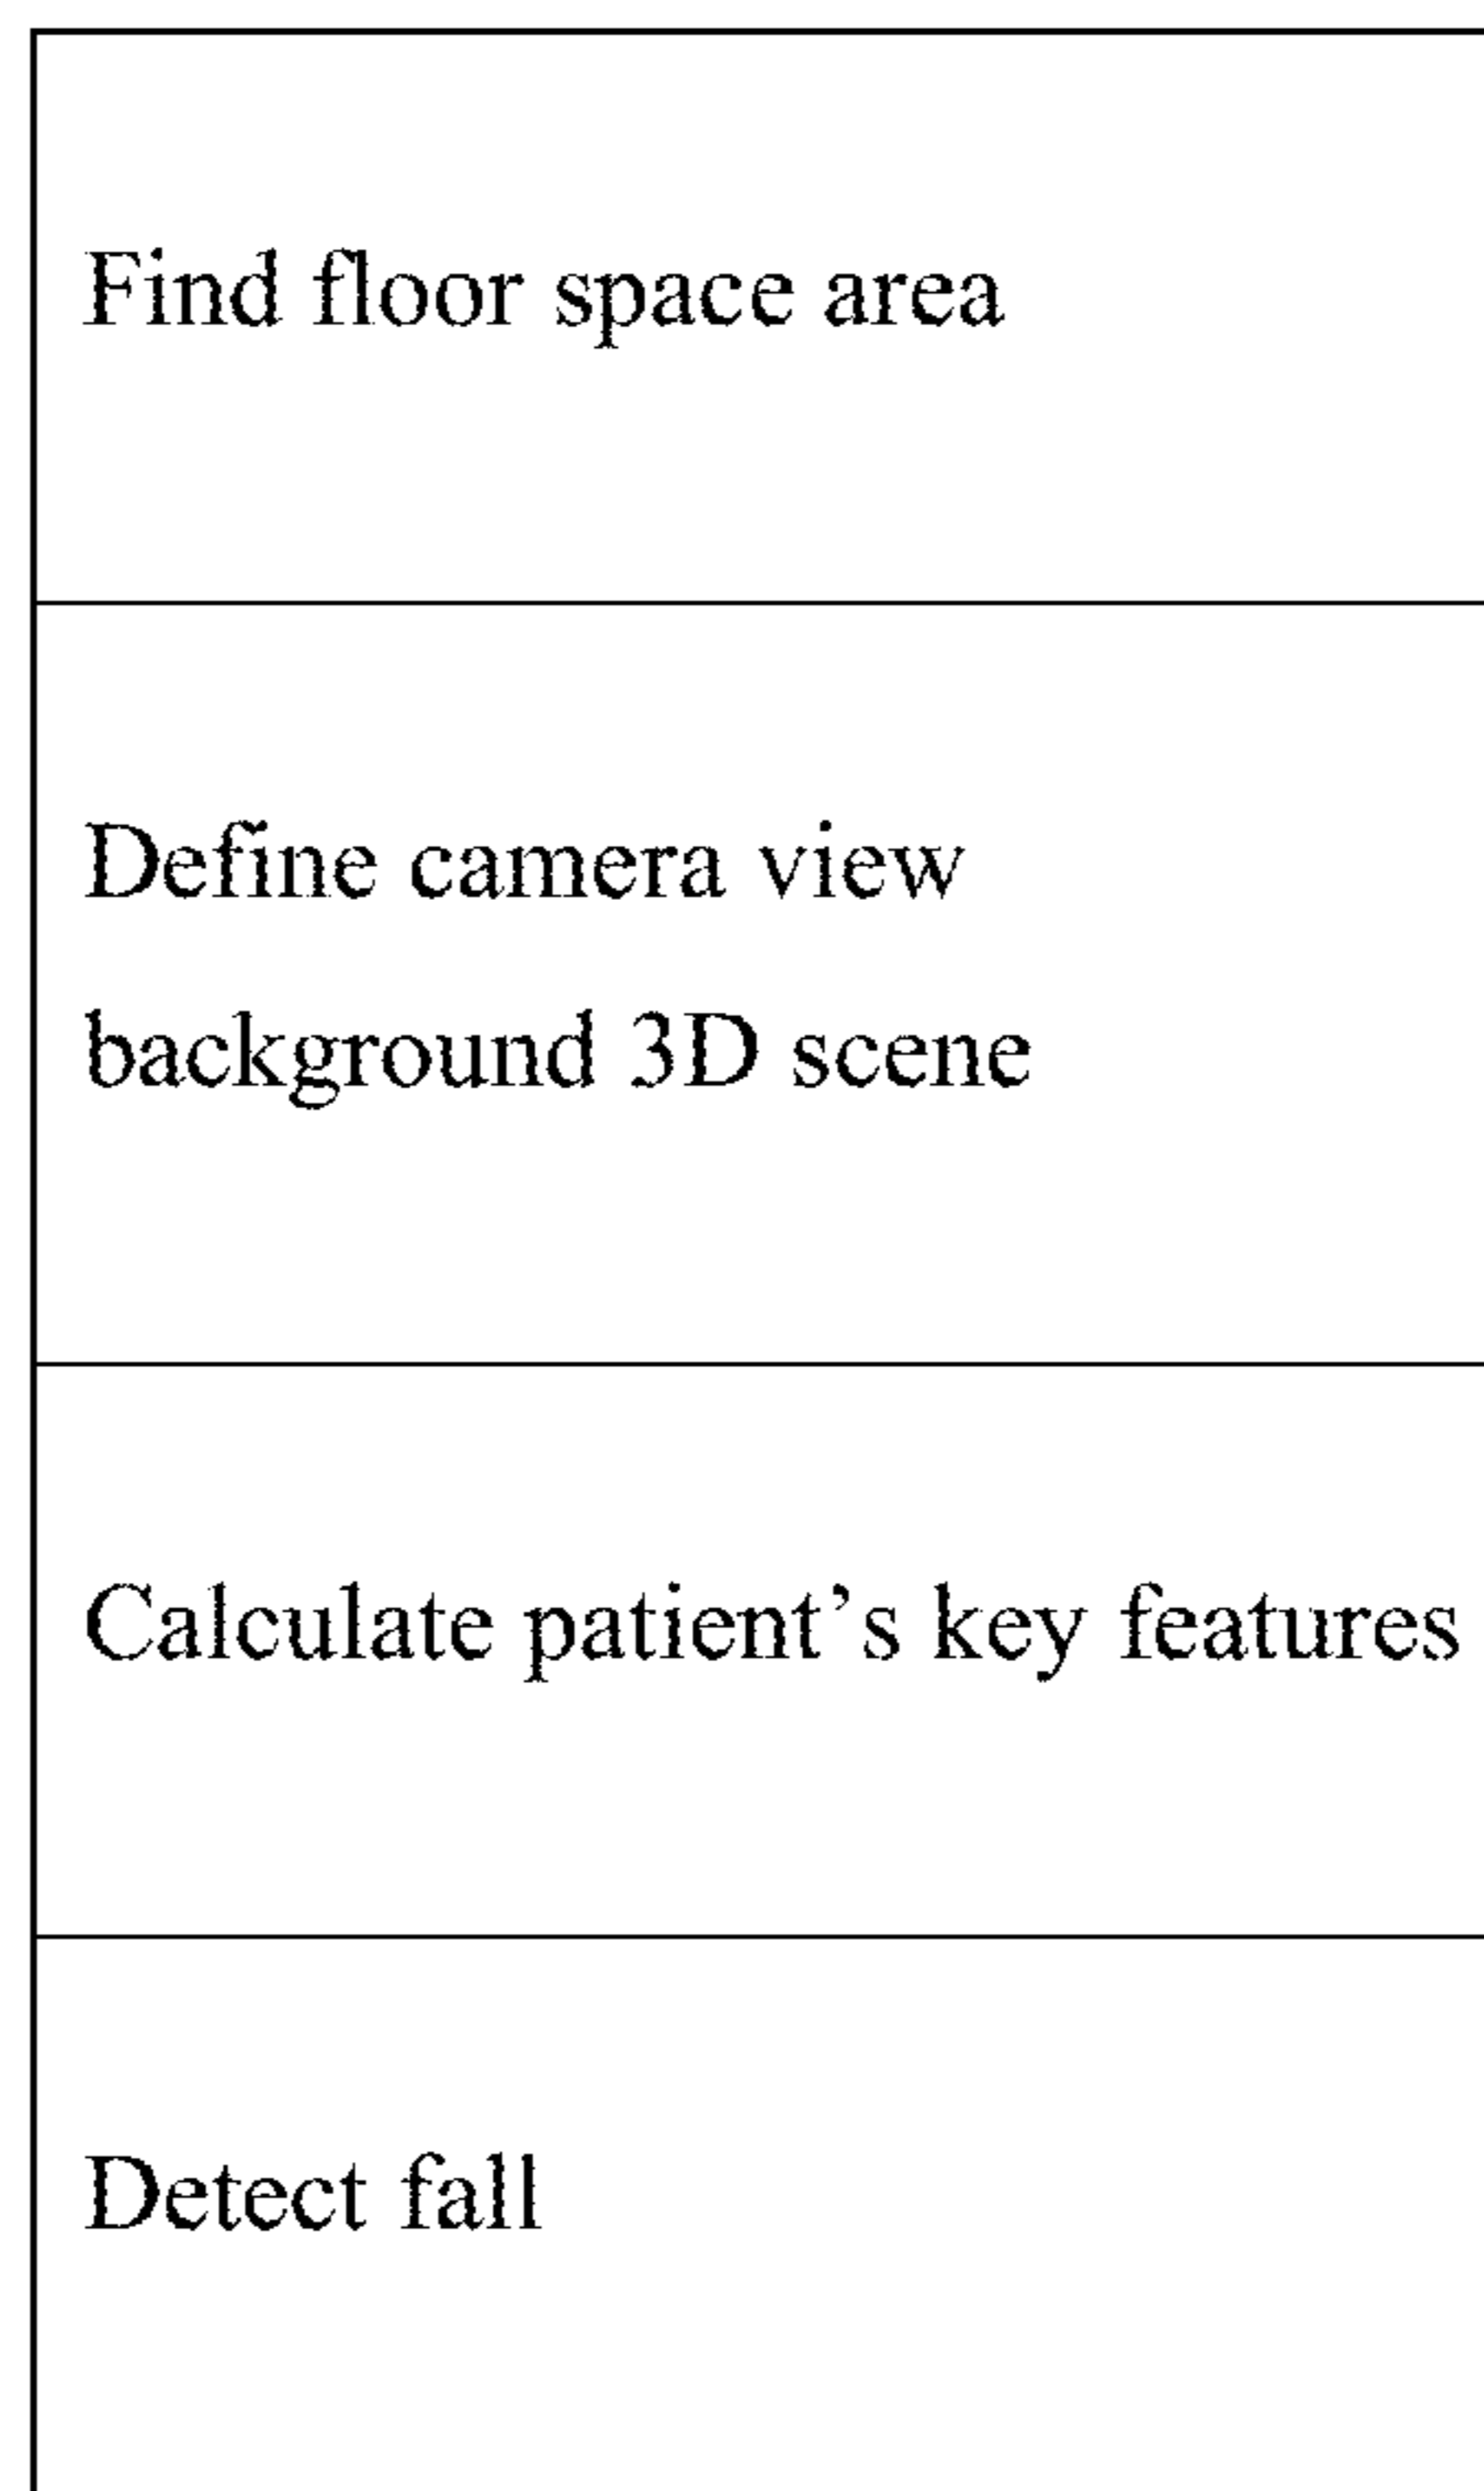 Find floor space area
Define camera view
background 3D scene
Calculate patient’s key features
Detect fall